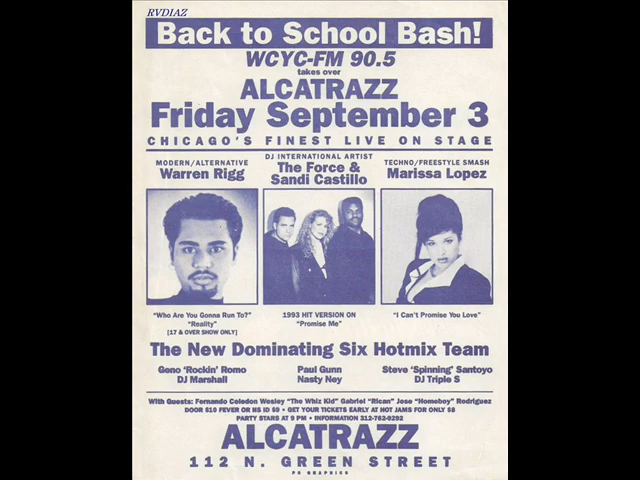 RVDIAZ
Back to School Bash!
WCYC-FM 90.5
takes over
ALCATRAZZ
Friday September 3
CHICAGO'S FINEST LIVE ON STAGE
MODERN/ALTERNATIVE
Warren Rigg
DJ INTERNATIONAL ARTIST
The Force &
Sandi Castillo
TECHNO/FREESTYLE SMASH
Marissa Lopez
"Who Are You Gonna Run To?"
"Reality"
[17 & OVER SHOW ONLY]
1993 HIT VERSION ON
"Promise Me"
"I Can't Promise You Love"
The New Dominating Six Hotmix Team
Geno 'Rockin' Romo
DJ Marshall
Paul Gunn
Nasty Ney
Steve 'Spinning' Santoyo
DJ Triple S
With Guests: Fernando Celedon Wesley "The Whiz Kid" Gabriel "Rican" Jose "Homeboy" Rodrigez
DOOR $10 FEVER OR HS ID $9 • GET YOUR TICKETS EARLY AT HOT JAMS FOR ONLY $8
PARTY STARS AT 9 PM • INFORMATION 312-763-9292
ALCATRAZZ
112 N. GREEN STREET
PG GRAPHICS